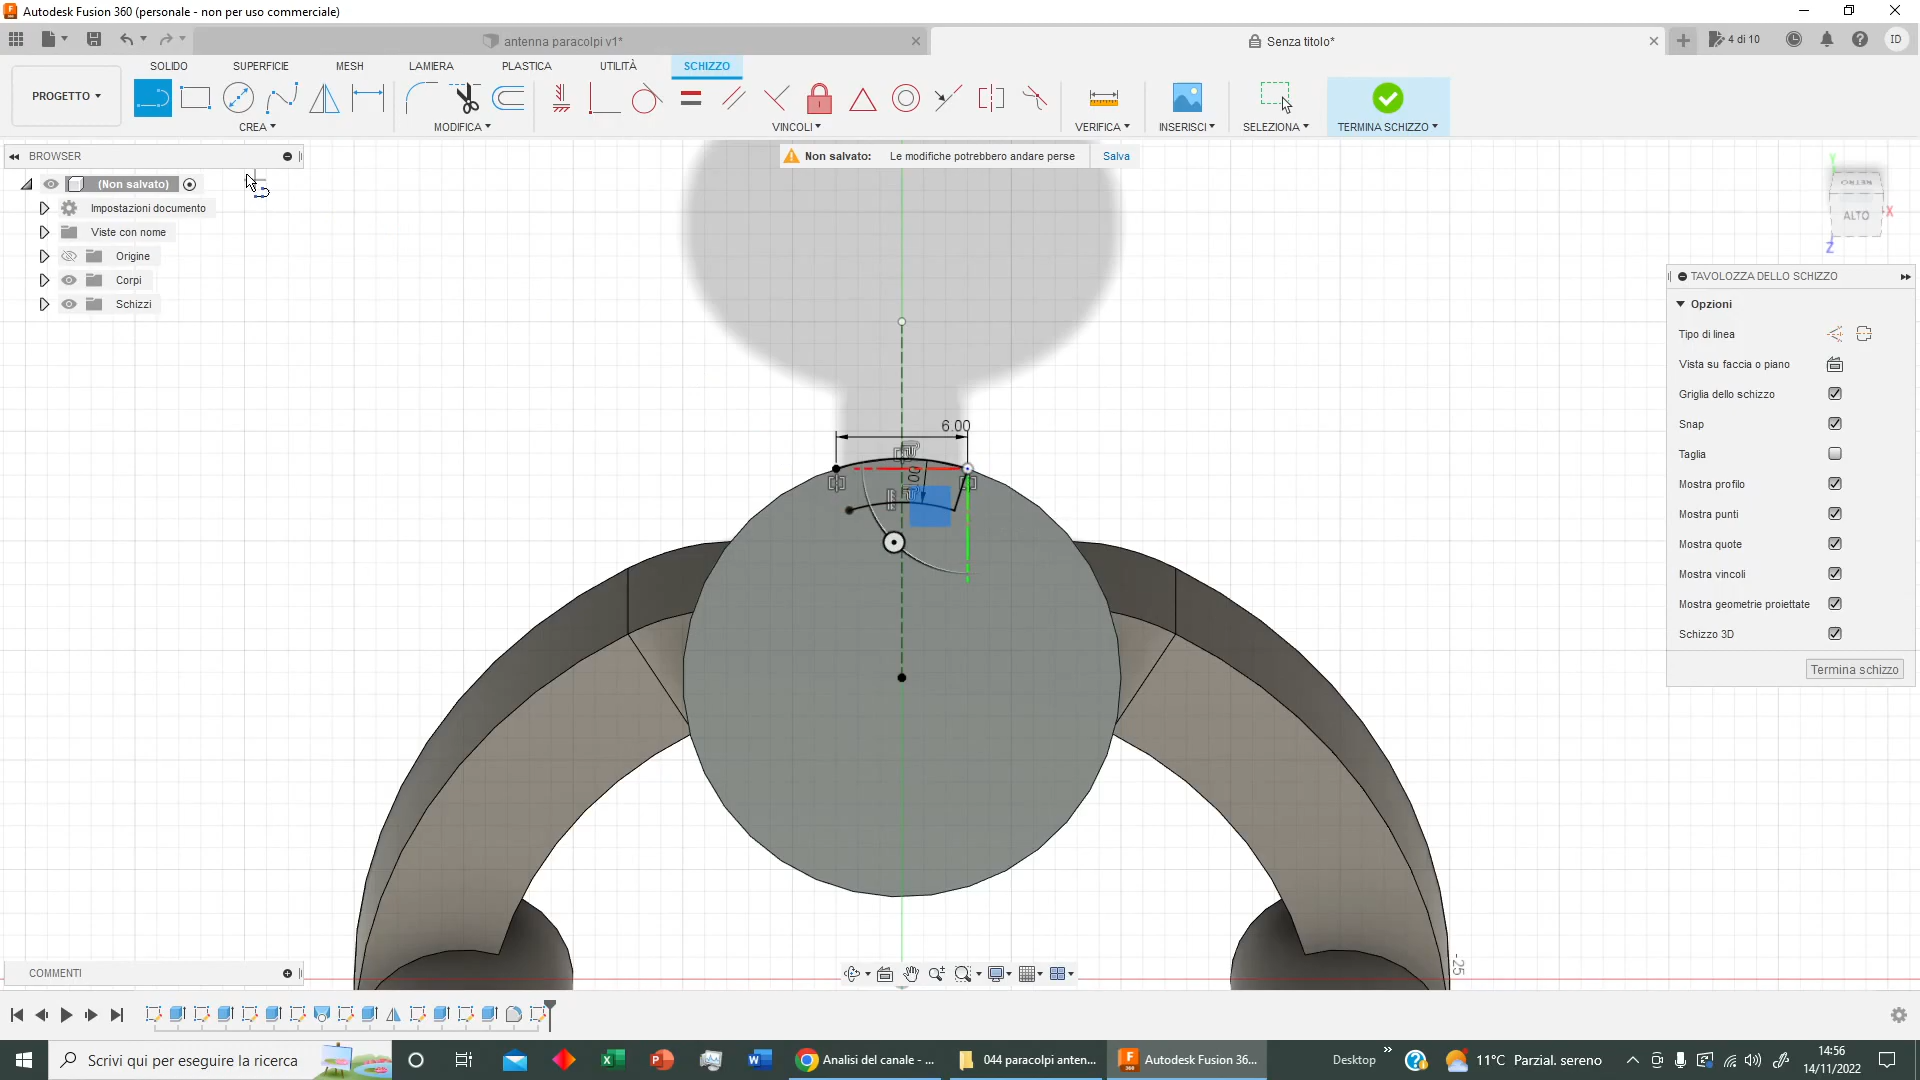 Autodesk Fusion 360 (personale - non per uso commerciale)
antenna paracolpi v1*
Senza titolo*
4 di 10
ID
SOLIDO
SUPERFICIE
MESH
LAMIERA
PLASTICA
UTILITÀ
SCHIZZO
PROGETTO
CREA
MODIFICA
VINCOLI
VERIFICA
INSERISCI
SELEZIONA
TERMINA SCHIZZO
BROWSER
Non salvato:
Le modifiche potrebbero andare perse
Salva
(Non salvato)
Impostazioni documento
Viste con nome
Origine
Corpi
Schizzi
Y
RETRO
ALTO
X
Z
TAVOLOZZA DELLO SCHIZZO
Opzioni
Tipo di linea
Vista su faccia o piano
Griglia dello schizzo
Snap
Taglia
Mostra profilo
Mostra punti
Mostra quote
Mostra vincoli
Mostra geometrie proiettate
Schizzo 3D
Termina schizzo
6.00
-25
COMMENTI
Scrivi qui per eseguire la ricerca
Analisi del canale - ...
044 paracolpi anten...
Autodesk Fusion 36...
Desktop
11°C Parzial. sereno
14:56
14/11/2022